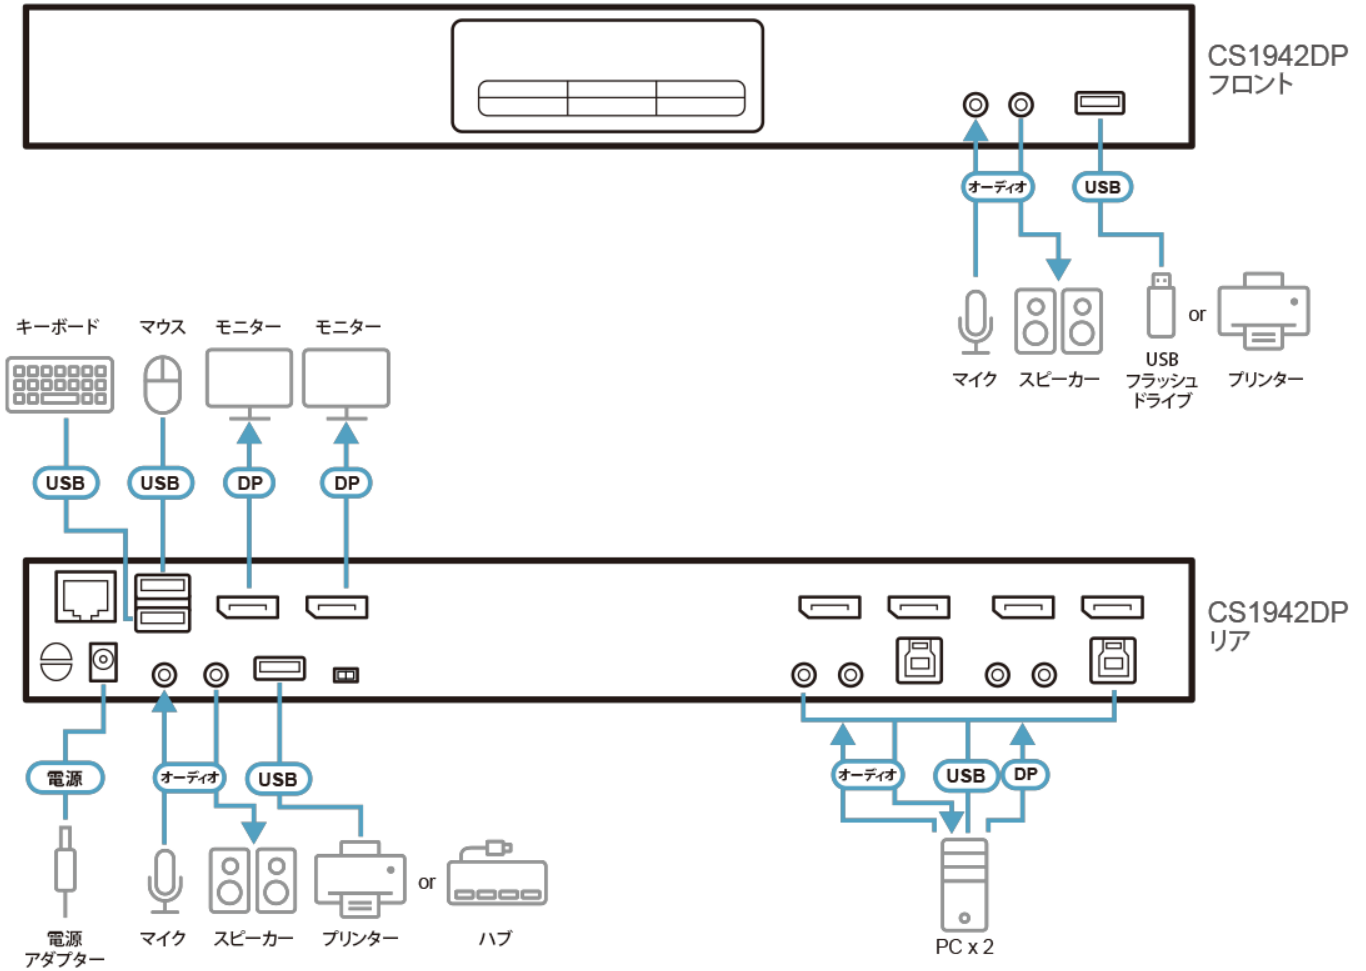 CS1942DP
フロント
オーディオ
USB
or
マイク
スピーカー
USB
フラッシュ
ドライブ
プリンター
キーボード
マウス
モニター
モニター
USB
USB
DP
DP
CS1942DP
リア
電源
オーディオ
USB
オーディオ
USB
DP
or
電源
アダプター
マイク
スピーカー
プリンター
ハブ
PC x 2